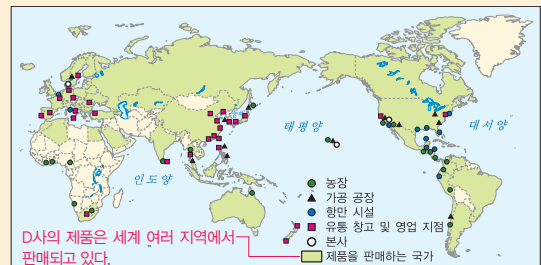 태평양
대서양
인도양
농장
가공 공장
항만 시설
유통 창고 및 영업 지점
본사
제품을 판매하는 국가
D사의 제품은 세계 여러 지역에서
판매되고 있다.